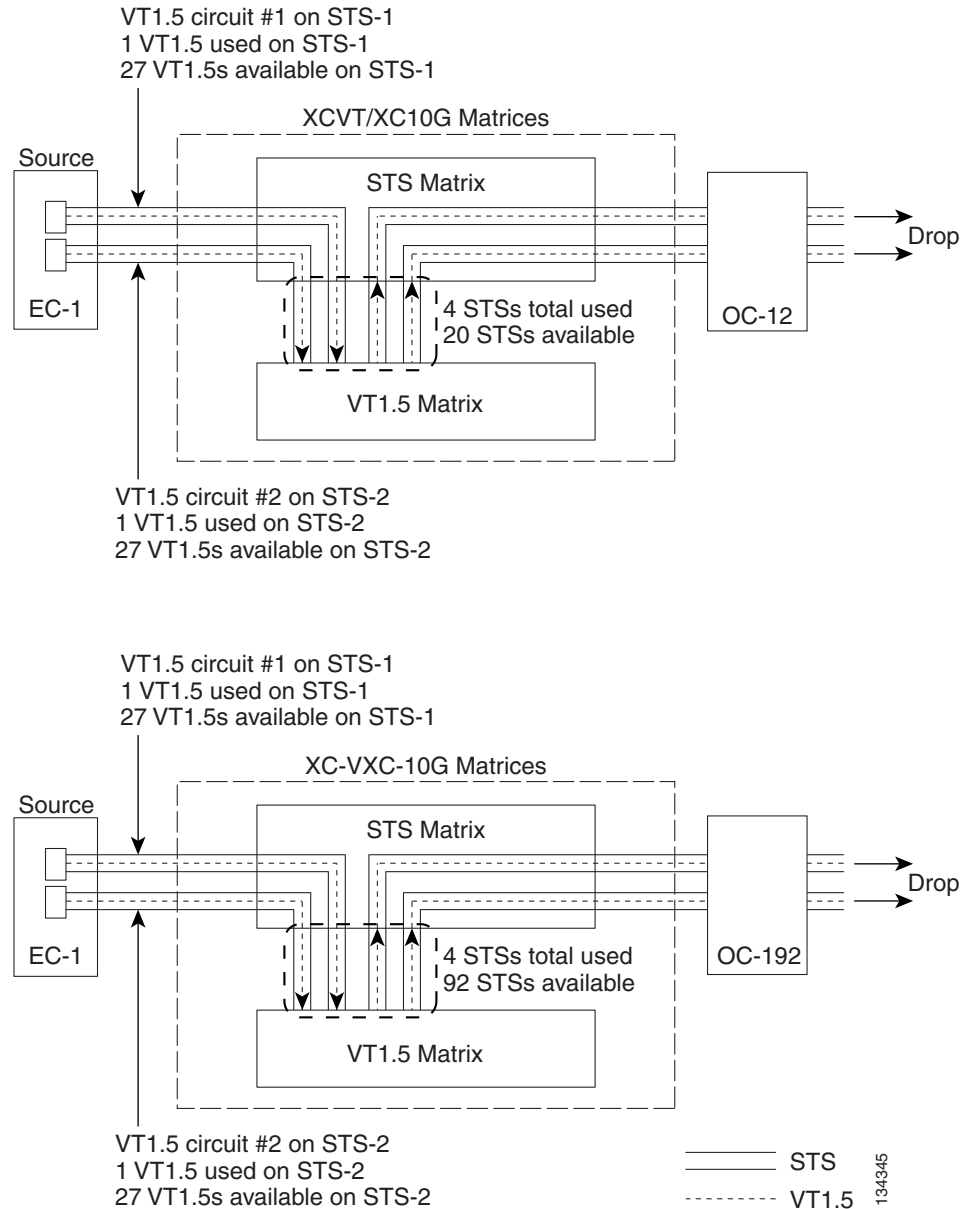 VT1.5 circuit #1 on STS-1
1 VT1.5 used on STS-1
27 VT1.5s available on STS-1
XCVT/XC10G Matrices
Source
STS Matrix
Drop
EC-1
4 STSs total used
20 STSs available
OC-12
VT1.5 Matrix
VT1.5 circuit #2 on STS-2
1 VT1.5 used on STS-2
27 VT1.5s available on STS-2
VT1.5 circuit #1 on STS-1
1 VT1.5 used on STS-1
27 VT1.5s available on STS-1
XC-VXC-10G Matrices
Source
STS Matrix
Drop
EC-1
4 STSs total used
92 STSs available
OC-192
VT1.5 Matrix
VT1.5 circuit #2 on STS-2
1 VT1.5 used on STS-2
27 VT1.5s available on STS-2
STS
VT1.5
134345